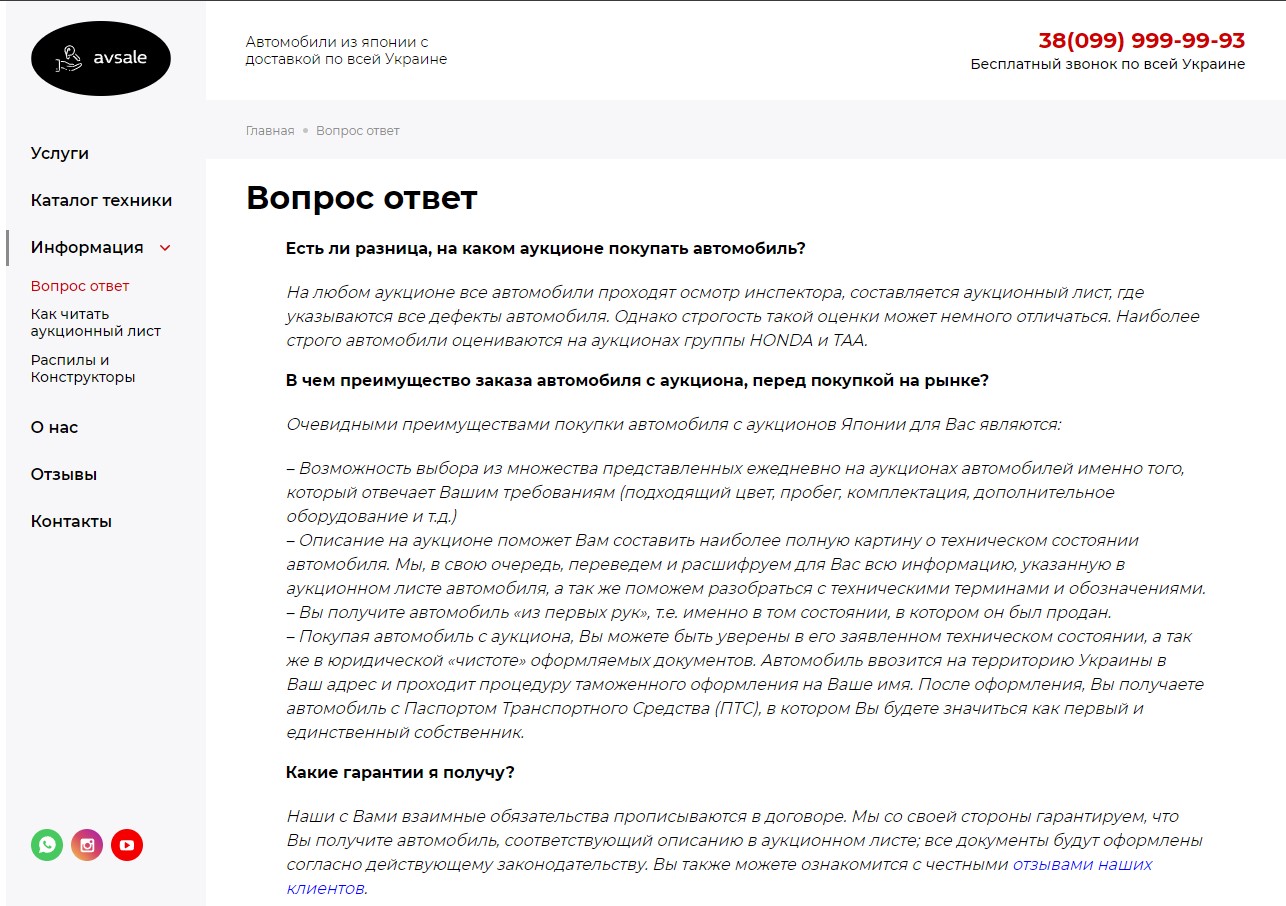 avsale
Автомобили из японии с
доставкой по всей Украине
38(099) 999-99-93
Бесплатный звонок по всей Украине
Главная
Вопрос ответ
Услуги
Каталог техники
Информация
Вопрос ответ
Как читать
аукционный лист
Распилы и
Конструкторы
О нас
Отзывы
Контакты
Вопрос ответ
Есть ли разница, на каком аукционе покупать автомобиль?
На любом аукционе все автомобили проходят осмотр инспектора, составляется аукционный лист, где
указываются все дефекты автомобиля. Однако строгость такой оценки может немного отличаться. Наиболее
строго автомобили оцениваются на аукционах группы HONDA и TAA.
В чем преимущество заказа автомобиля с аукциона, перед покупкой на рынке?
Очевидными преимуществами покупки автомобиля с аукционов Японии для Вас являются:
– Возможность выбора из множества представленных ежедневно на аукционах автомобилей именно того,
который отвечает Вашим требованиям (подходящий цвет, пробег, комплектация, дополнительное
оборудование и т.д.)
– Описание на аукционе поможет Вам составить наиболее полную картину о техническом состоянии
автомобиля. Мы, в свою очередь, переведем и расшифруем для Вас всю информацию, указанную в
аукционном листе автомобиля, а так же поможем разобраться с техническими терминами и обозначениями.
– Вы получите автомобиль «из первых рук», т.е. именно в том состоянии, в котором он был продан.
– Покупая автомобиль с аукциона, Вы можете быть уверены в его заявленном техническом состоянии, а так
же в юридической «чистоте» оформляемых документов. Автомобиль ввозится на территорию Украины в
Ваш адрес и проходит процедуру таможенного оформления на Ваше имя. После оформления, Вы получаете
автомобиль с Паспортом Транспортного Средства (ПТС), в котором Вы будете значиться как первый и
единственный собственник.
Какие гарантии я получу?
Наши с Вами взаимные обязательства прописываются в договоре. Мы со своей стороны гарантируем, что
Вы получите автомобиль, соответствующий описанию в аукционном листе; все документы будут оформлены
согласно действующему законодательству. Вы также можете ознакомится с честными отзывами наших
клиентов.